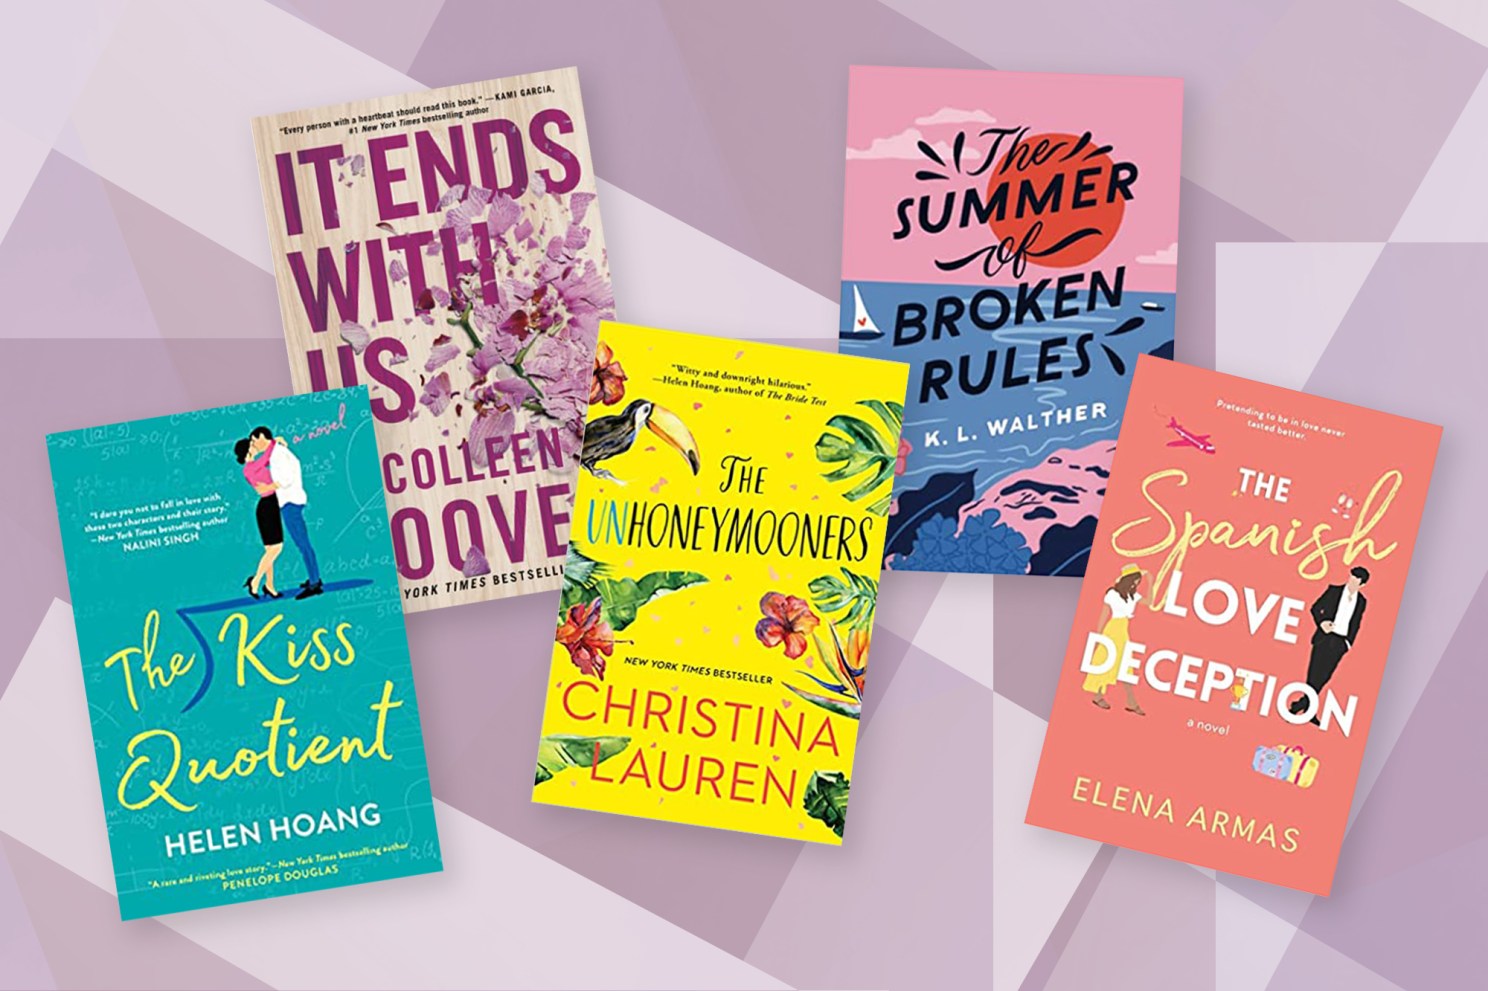 "Every person with a heartbeat should read this book." —KAMI GARCIA,
#1 New York Times bestselling author
IT ENDS
WITH
US
COLLEEN
OOVE
YORK TIMES BESTSELL
The
SUMMER
of
BROKEN
RULES
K. L. WALTHER
a novel
"I dare you not to fall in love with
these two characters and their story."
—New York Times bestselling author
NALINI SINGH
The Kiss
Quotient
HELEN HOANG
"A rare and riveting love story."—New York Times bestselling author
PENELOPE DOUGLAS
"Witty and downright hilarious."
—Helen Hoang, author of The Bride Test
THE
UNHONEYMOONERS
NEW YORK TIMES BESTSELLER
CHRISTINA
LAUREN
Pretending to be in love never
tasted better.
THE
Spanish
LOVE
DECEPTION
a novel
ELENA ARMAS